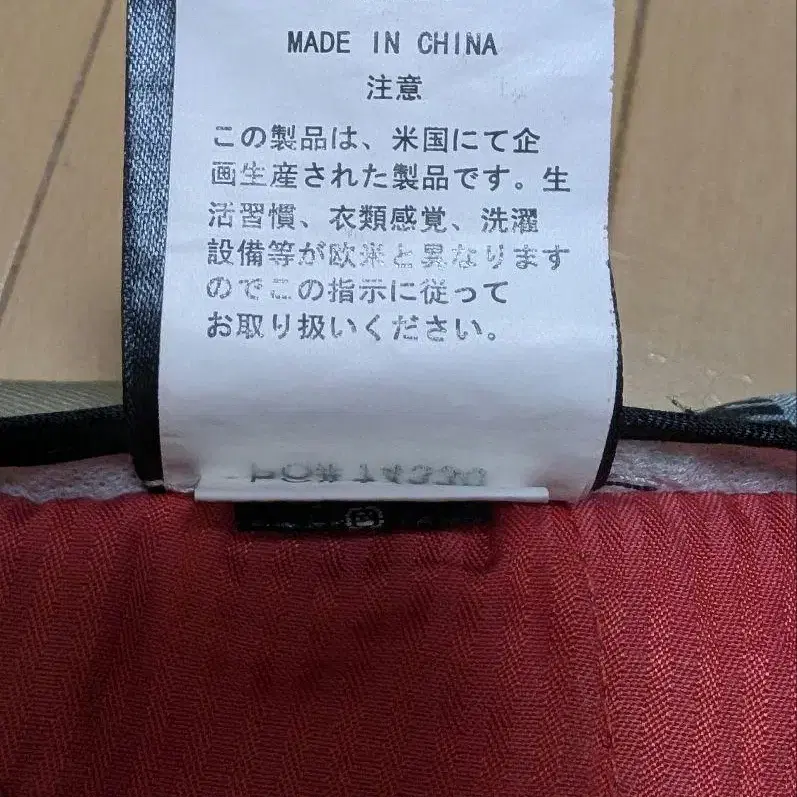 MADE IN CHINA
注意
この製品は、米国にて企
画生産された製品です。生
活習慣、衣類感覚、洗濯
設備等が欧米と異なります
のでこの指示に従って
お取り扱いください。